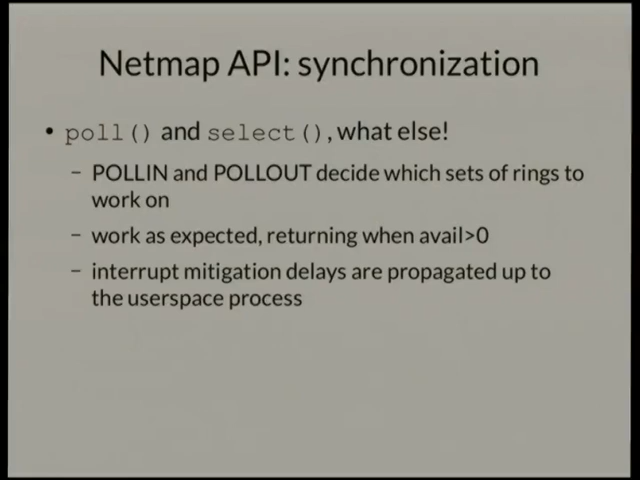 Netmap API: synchronization
• poll() and select(), what else!
– POLLIN and POLLOUT decide which sets of rings to
work on
– work as expected, returning when avail>0
– interrupt mitigation delays are propagated up to
the userspace process